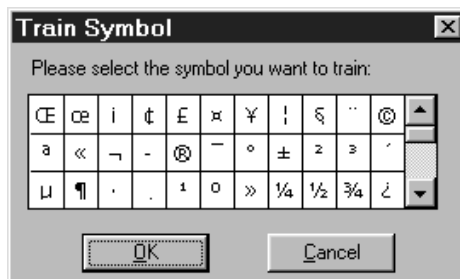 Train Symbol
Please select the symbol you want to train:
Œ œ ¡ ¢ £ ¤ ¥ ¦ § ¨ ©
ª « ¬ - ® ¯ ° ± ² ³ ´
µ ¶ · . ¹ º » ¼ ½ ¾ ¿
OK Cancel